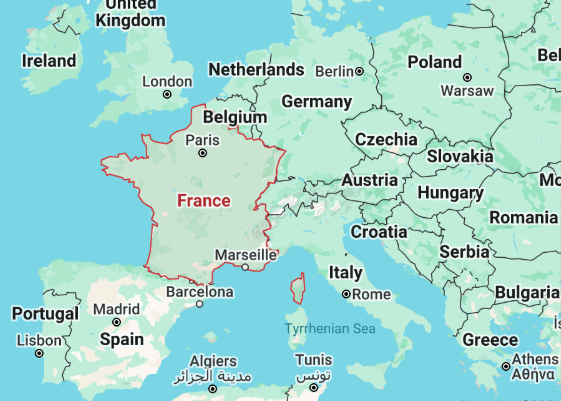 United
Kingdom
Ireland
London
Netherlands
Berlin
Poland
Warsaw
Bel
Germany
Belgium
Paris
Czechia
Slovakia
Austria
Hungary
Mo
France
Romania
Croatia
Serbia
Marseille
Italy
Rome
Bulgaria
Barcelona
Portugal
Madrid
Lisbon
Spain
Tyrrhenian Sea
Greece
Athens
Αθήνα
Algiers
مدينة الجزائر
Tunis
تونس